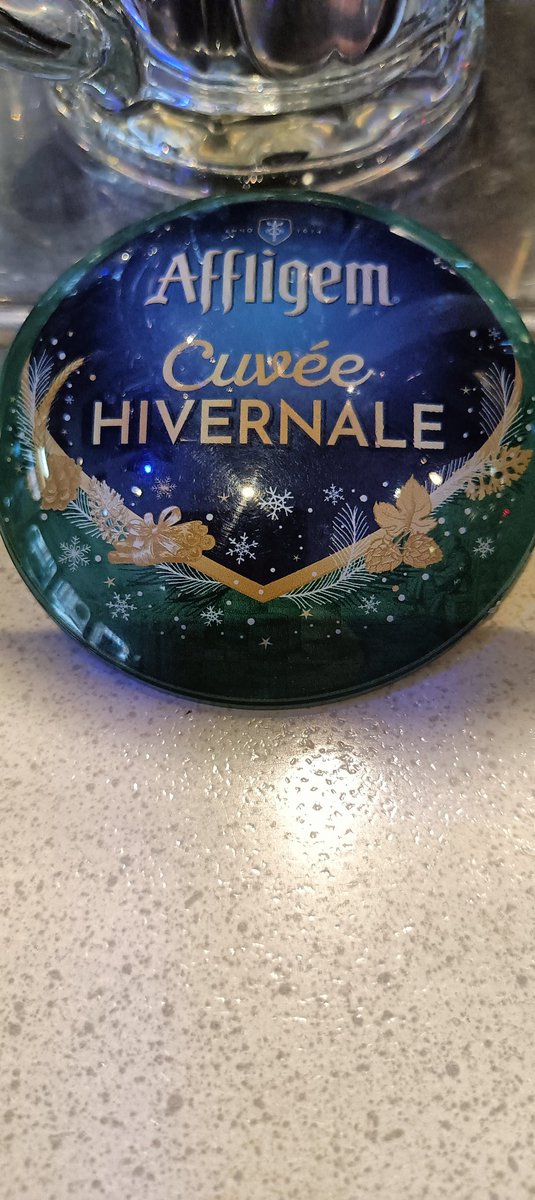 ANNO 1074
Affligem
Cuvée
HIVERNALE